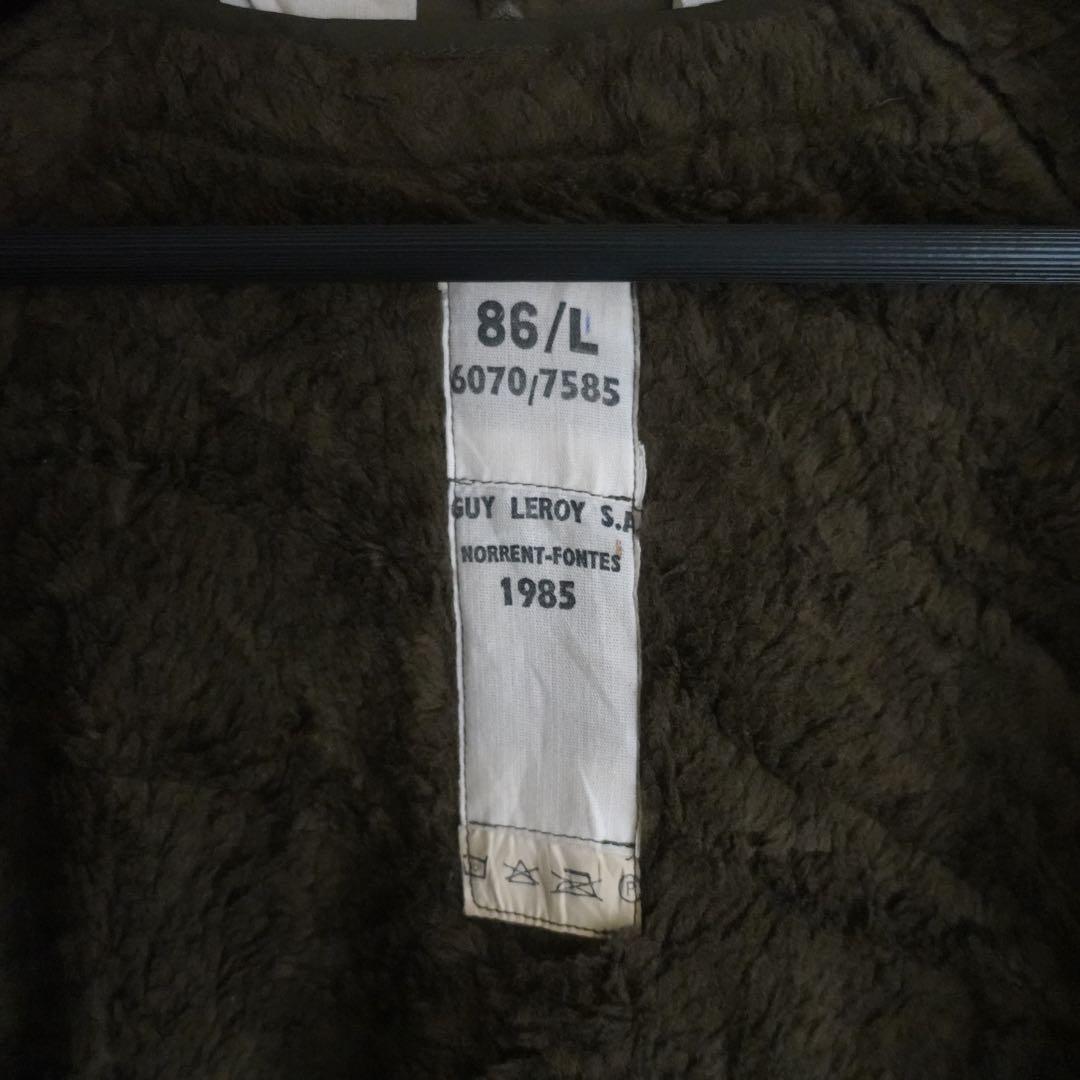 86/L
6070/7585
GUY LEROY S.A
NORRENT-FONTES
1985
P